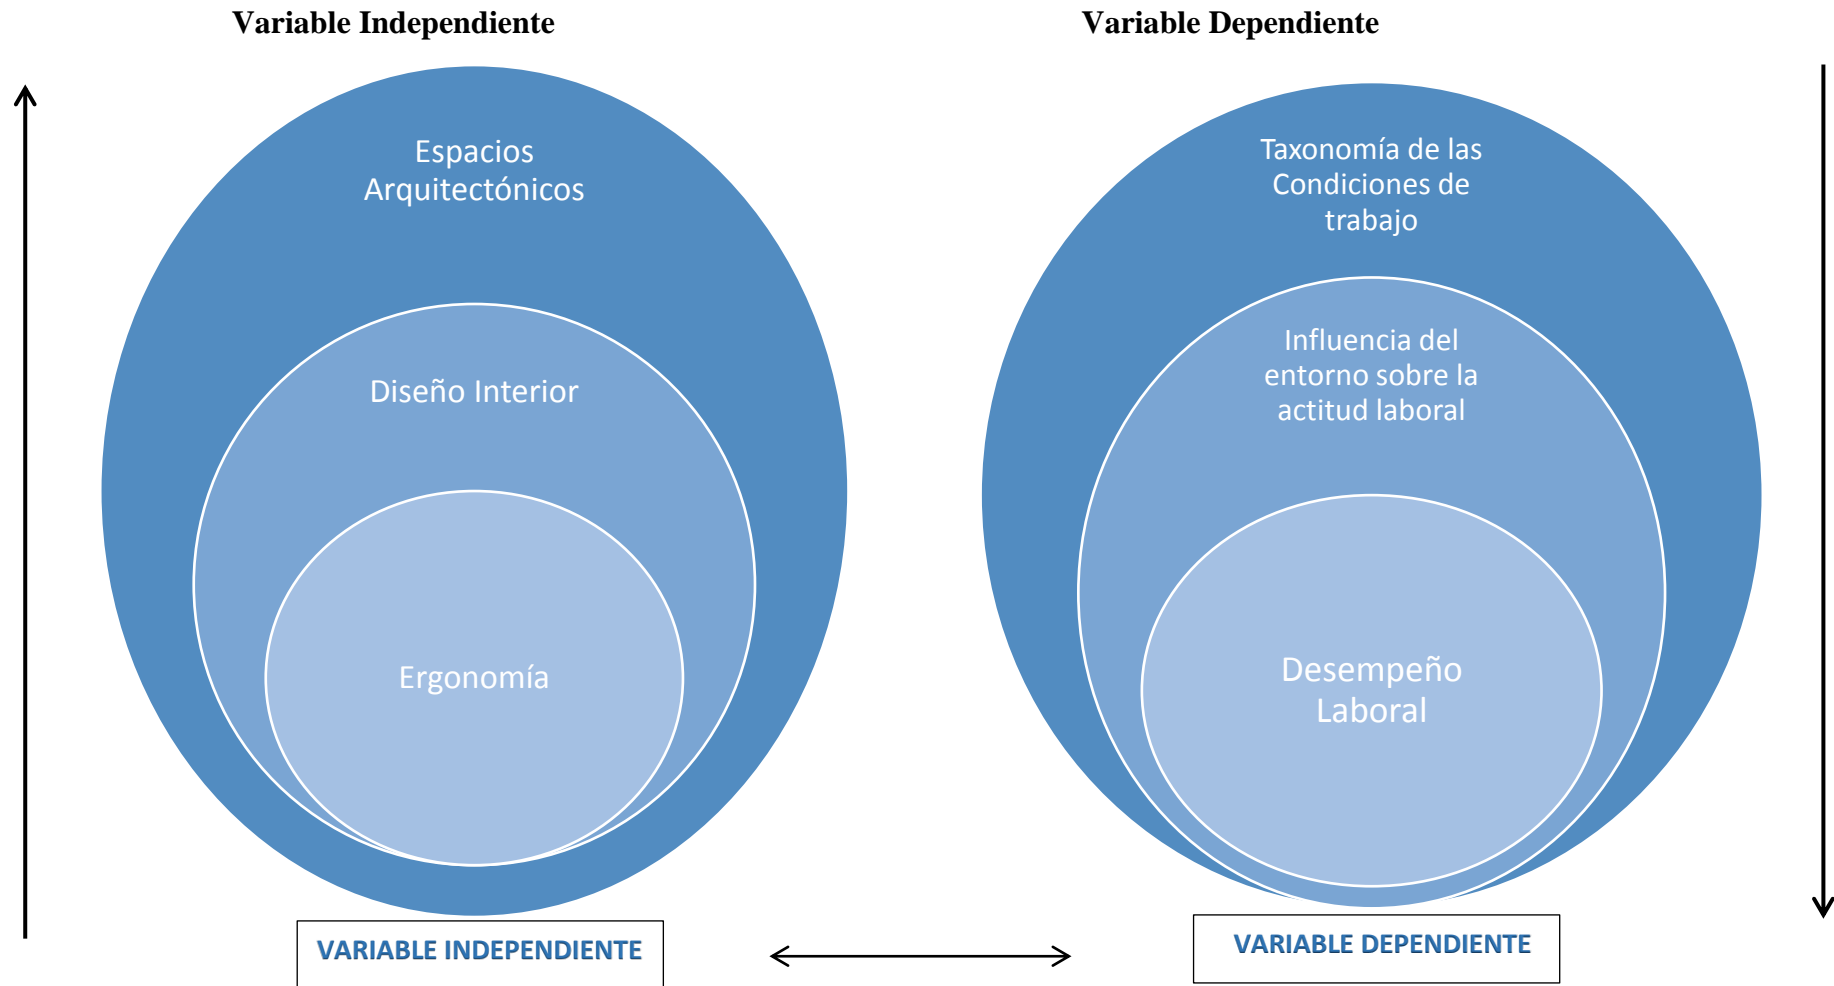 Variable Independiente
Variable Dependiente
Espacios
Arquitectónicos
Diseño Interior
Ergonomía
Taxonomía de las
Condiciones de
trabajo
Influencia del
entorno sobre la
actitud laboral
Desempeño
Laboral
VARIABLE INDEPENDIENTE
VARIABLE DEPENDIENTE